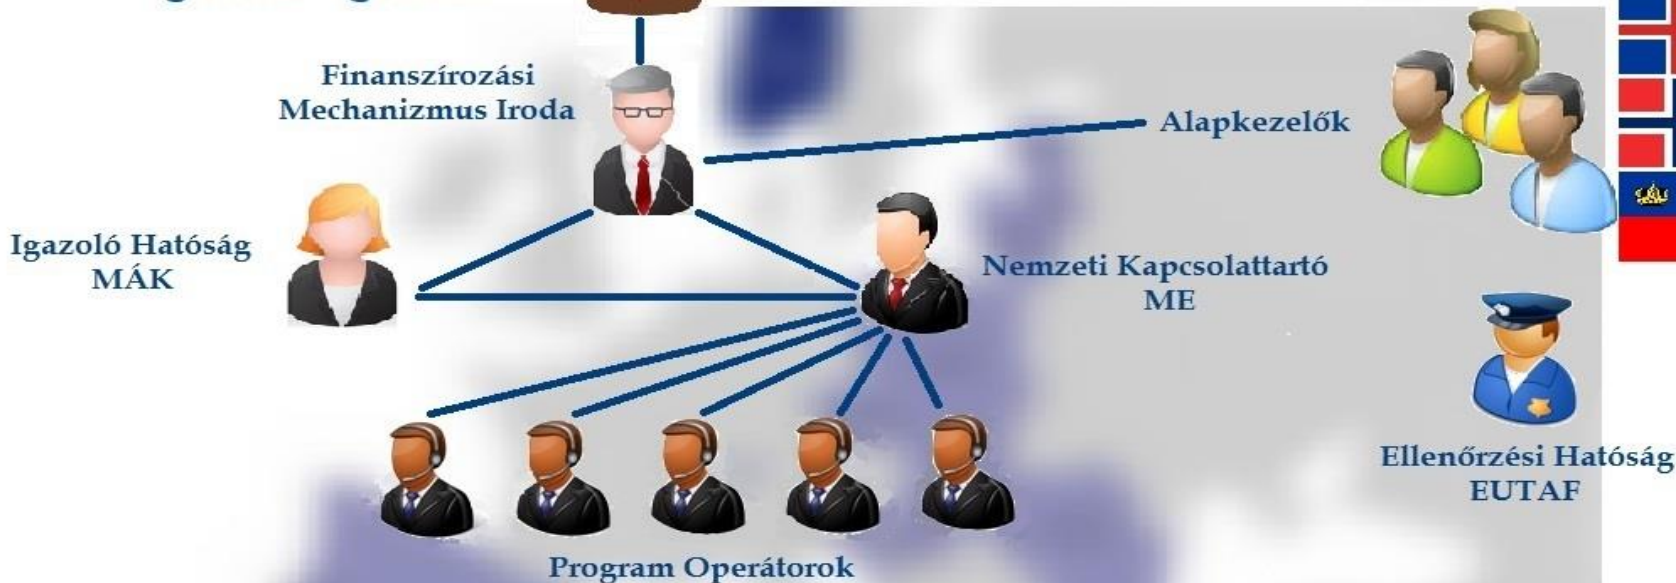 Finanszírozási
Mechanizmus Iroda
Alapkezelők
Igazoló Hatóság
MÁK
Nemzeti Kapcsolattartó
ME
Ellenőrzési Hatóság
EUTAF
Program Operátorok